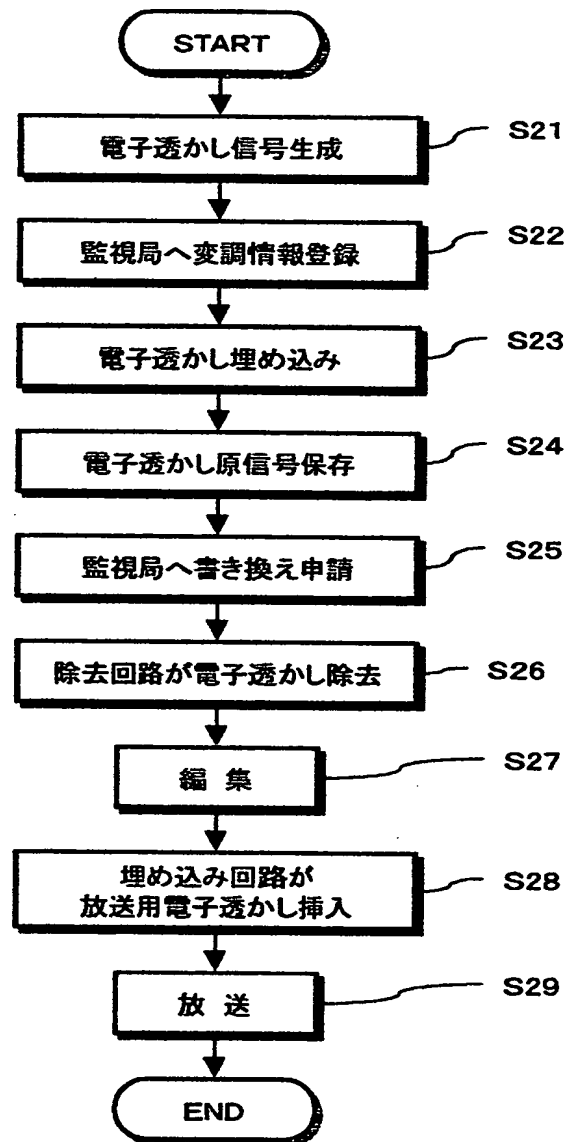 START
電子透かし信号生成
S21
監視局へ変調情報登録
S22
電子透かし埋め込み
S23
電子透かし原信号保存
S24
監視局へ書き換え申請
S25
除去回路が電子透かし除去
S26
編 集
S27
埋め込み回路が
放送用電子透かし挿入
S28
放 送
S29
END